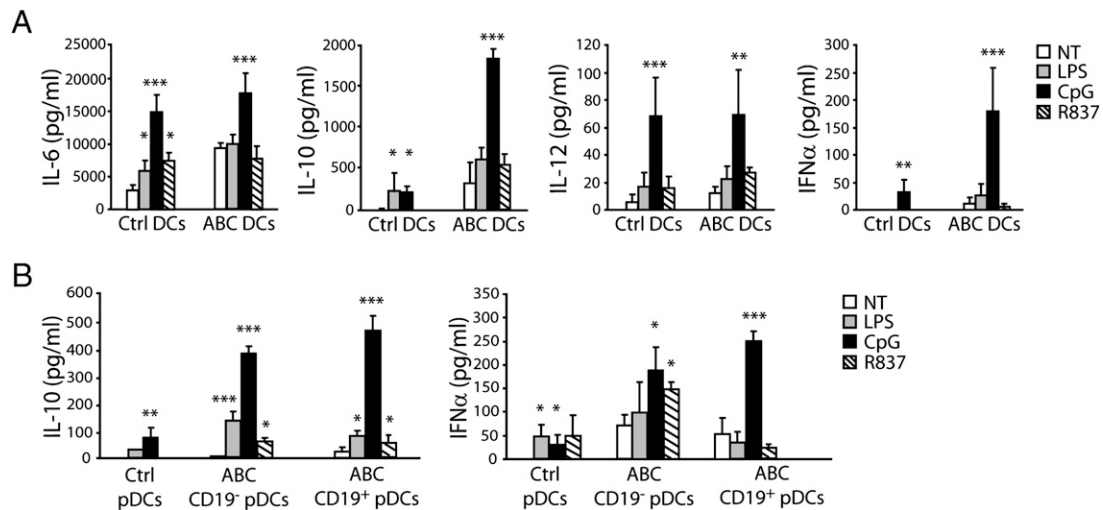 A
IL-6 (pg/ml)
25000
20000
15000
10000
5000
0
* *** * ***
Ctrl DCs ABC DCs
IL-10 (pg/ml)
2000
1500
1000
500
0
* * ***
Ctrl DCs ABC DCs
IL-12 (pg/ml)
120
100
80
60
40
20
0
*** **
Ctrl DCs ABC DCs
IFNα (pg/ml)
300
250
200
150
100
50
0
** ***
Ctrl DCs ABC DCs
NT
LPS
CpG
R837
B
IL-10 (pg/ml)
600
500
400
300
200
100
0
** *** *** * * *** *
Ctrl ABC ABC
pDCs CD19⁻ pDCs CD19⁺ pDCs
IFNα (pg/ml)
350
300
250
200
150
100
50
0
* * * * ***
Ctrl ABC ABC
pDCs CD19⁻ pDCs CD19⁺ pDCs
NT
LPS
CpG
R837